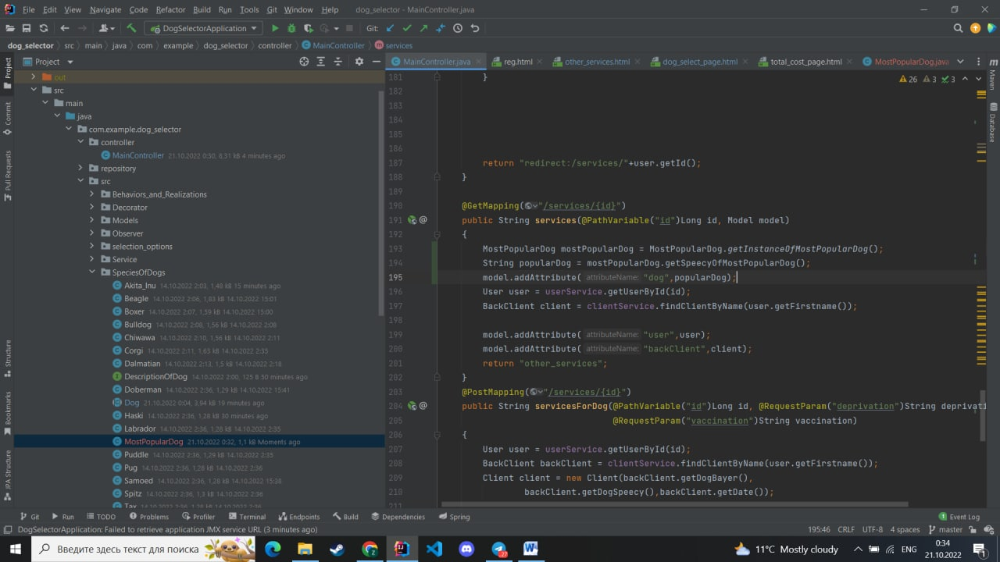 File Edit View Navigate Code Refactor Build Run Tools Git Window Help dog_selector - MainController.java
DogSelectorApplication Git:
dog_selector src main java com example dog_selector controller MainController services
Project
MainController.java reg.html other_services.html dog_select_page.html total_cost_page.html MostPopularDog.java
Project
Commit
Pull Requests
Structure
Bookmarks
JPA Structure
out
src
main
java
com.example.dog_selector
controller
MainController 21.10.2022 0:30, 8,31 kB 4 minutes ago
repository
src
Behaviors_and_Realizations
Decorator
Models
Observer
selection_options
Service
SpeciesOfDogs
Akita_Inu 14.10.2022 2:03, 1,48 kB 15 minutes ago
Beagle 14.10.2022 2:06, 1,83 kB 14.10.2022 15:01
Boxer 14.10.2022 2:07, 1,59 kB 14.10.2022 15:00
Bulldog 14.10.2022 2:08, 1,56 kB 14.10.2022 2:08
Chiwawa 14.10.2022 2:10, 1,56 kB 14.10.2022 2:11
Corgi 14.10.2022 2:11, 1,63 kB 14.10.2022 2:35
Dalmatian 14.10.2022 2:13, 1,5 kB 14.10.2022 2:18
DescriptionOfDog 14.10.2022 2:00, 125 B 50 minutes ago
Doberman 14.10.2022 2:36, 1,29 kB 14.10.2022 15:41
Dog 21.10.2022 0:04, 3,94 kB 19 minutes ago
Haski 14.10.2022 2:36, 1,28 kB 30 minutes ago
Labrador 14.10.2022 2:36, 1,28 kB 14.10.2022 2:35
MostPopularDog 21.10.2022 0:32, 1,1 kB Moments ago
Puddle 14.10.2022 2:36, 1,29 kB 14.10.2022 2:35
Pug 14.10.2022 2:36, 1,28 kB 14.10.2022 2:35
Samoed 14.10.2022 2:36, 1,28 kB 14.10.2022 15:38
Spitz 14.10.2022 2:36, 1,3 kB 14.10.2022 2:36
26 3 3
181 }
182
183
184
185
186
187 return "redirect:/services/"+user.getId();
188 }
189
190 @GetMapping("/services/{id}")
191 public String services(@PathVariable("id")Long id, Model model)
192 {
193 MostPopularDog mostPopularDog = MostPopularDog.getInstanceOfMostPopularDog();
194 String popularDog = mostPopularDog.getSpeecyOfMostPopularDog();
195 model.addAttribute( attributeName: "dog",popularDog);
196 User user = userService.getUserById(id);
197 BackClient client = clientService.findClientByName(user.getFirstname());
198
199 model.addAttribute( attributeName: "user",user);
200 model.addAttribute( attributeName: "backClient",client);
201 return "other_services";
202 }
203 @PostMapping("/services/{id}")
204 public String servicesForDog(@PathVariable("id")Long id, @RequestParam("deprivation")String deprivati
205 @RequestParam("vaccination")String vaccination)
206 {
207 User user = userService.getUserById(id);
208 BackClient backClient = clientService.findClientByName(user.getFirstname());
209 Client client = new Client(backClient.getDogBayer(),
210 backClient.getDogSpeecy(),backClient.getDate());
Maven
Database
Git Run TODO Problems Profiler Terminal Endpoints Build Dependencies Spring 1 Event Log
DogSelectorApplication: Failed to retrieve application JMX service URL (3 minutes ago) 195:46 CRLF UTF-8 4 spaces master
Введите здесь текст для поиска 27 11°C Mostly cloudy ENG 0:34
21.10.2022 1